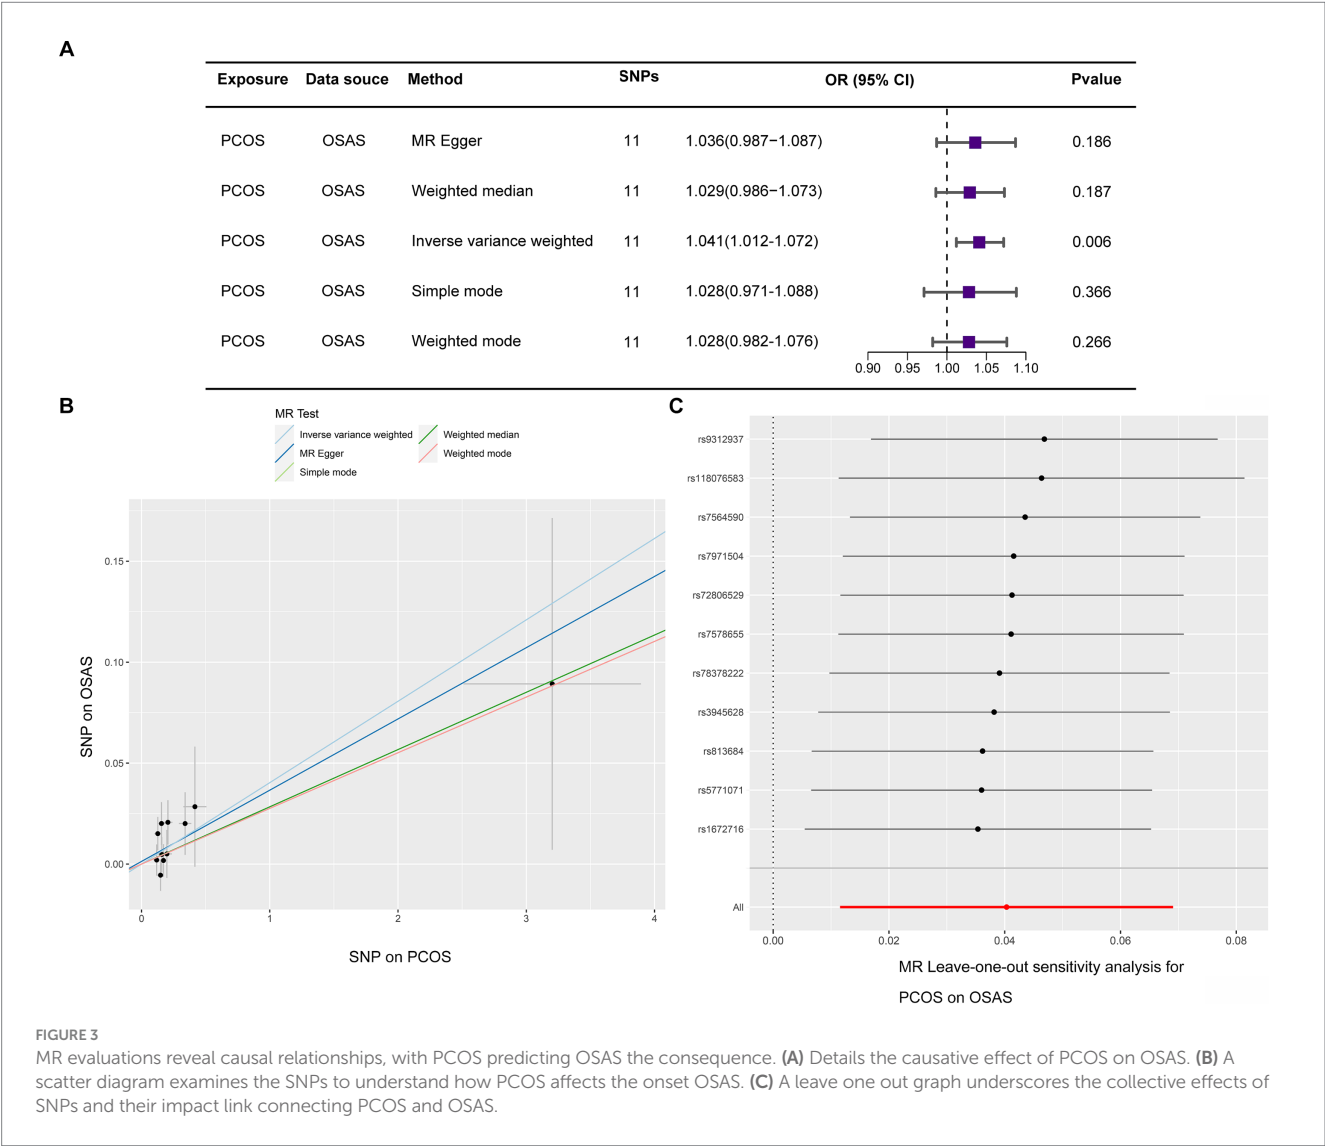 A
Exposure Data souce Method SNPs OR (95% CI) Pvalue
PCOS OSAS MR Egger 11 1.036(0.987−1.087) 0.186
PCOS OSAS Weighted median 11 1.029(0.986−1.073) 0.187
PCOS OSAS Inverse variance weighted 11 1.041(1.012-1.072) 0.006
PCOS OSAS Simple mode 11 1.028(0.971-1.088) 0.366
PCOS OSAS Weighted mode 11 1.028(0.982-1.076) 0.266
0.90 0.95 1.00 1.05 1.10
B
MR Test
Inverse variance weighted Weighted median
MR Egger Weighted mode
Simple mode
SNP on OSAS
0.15
0.10
0.05
0.00
0 1 2 3 4
SNP on PCOS
C
rs9312937
rs118076583
rs7564590
rs7971504
rs72806529
rs7578655
rs78378222
rs3945628
rs813684
rs5771071
rs1672716
All
0.00 0.02 0.04 0.06 0.08
MR Leave-one-out sensitivity analysis for
PCOS on OSAS
FIGURE 3
MR evaluations reveal causal relationships, with PCOS predicting OSAS the consequence. (A) Details the causative effect of PCOS on OSAS. (B) A
scatter diagram examines the SNPs to understand how PCOS affects the onset OSAS. (C) A leave one out graph underscores the collective effects of
SNPs and their impact link connecting PCOS and OSAS.